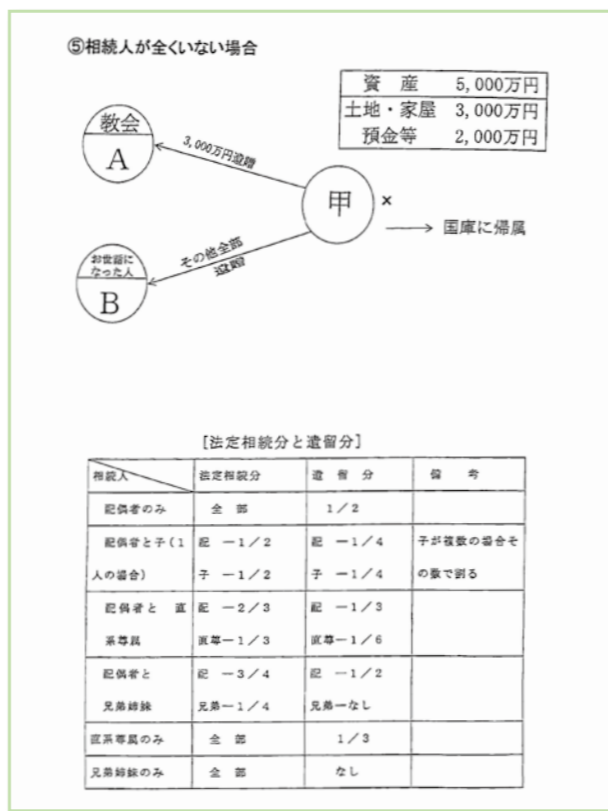 ⑤相続人が全くいない場合
資産 5,000万円
土地・家屋 3,000万円
預金等 2,000万円
教会
A
3,000万円遺贈
甲
×
国庫に帰属
その他全部
遺贈
お世話に
なった人
B
[法定相続分と遺留分]
相続人 法定相続分 遺留分 備考
配偶者のみ 全部 1/2
配偶者と子(1 配 ー1/2 配 ー1/4 子が複数の場合そ
人の場合) 子 ー1/2 子 ー1/4 の数で割る
配偶者と 直 配 ー2/3 配 ー1/3
系尊属 直尊ー1/3 直尊ー1/6
配偶者と 配 ー3/4 配 ー1/2
兄弟姉妹 兄弟ー1/4 兄弟ーなし
直系尊属のみ 全部 1/3
兄弟姉妹のみ 全部 なし